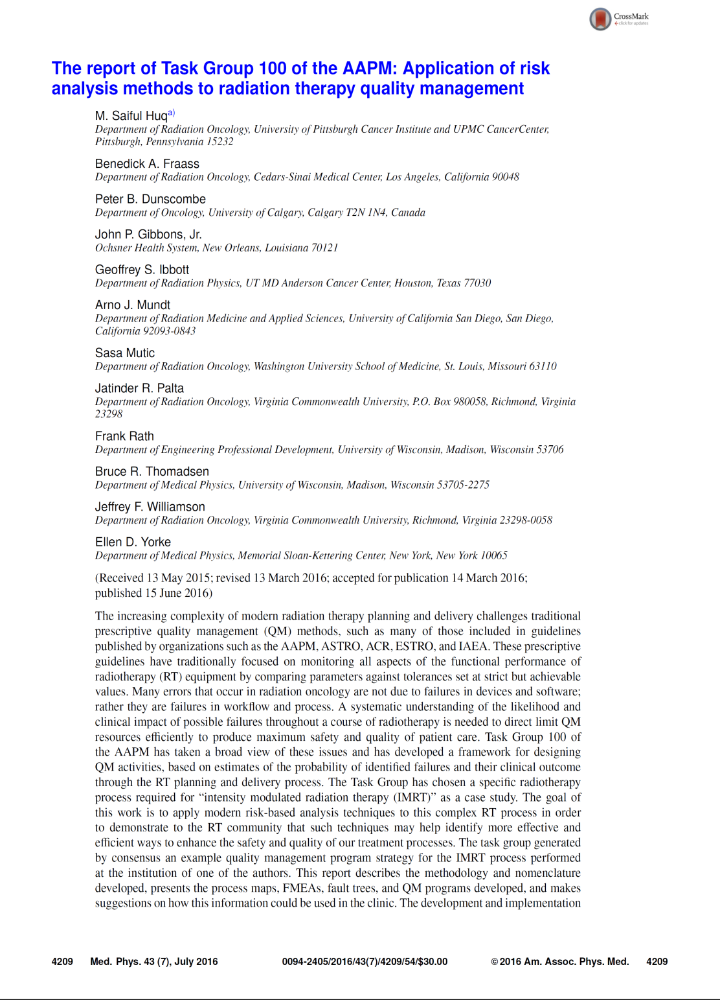 CrossMark
click for updates
The report of Task Group 100 of the AAPM: Application of risk
analysis methods to radiation therapy quality management
M. Saiful Huqa)
Department of Radiation Oncology, University of Pittsburgh Cancer Institute and UPMC CancerCenter,
Pittsburgh, Pennsylvania 15232
Benedick A. Fraass
Department of Radiation Oncology, Cedars-Sinai Medical Center, Los Angeles, California 90048
Peter B. Dunscombe
Department of Oncology, University of Calgary, Calgary T2N 1N4, Canada
John P. Gibbons, Jr.
Ochsner Health System, New Orleans, Louisiana 70121
Geoffrey S. Ibbott
Department of Radiation Physics, UT MD Anderson Cancer Center, Houston, Texas 77030
Arno J. Mundt
Department of Radiation Medicine and Applied Sciences, University of California San Diego, San Diego,
California 92093-0843
Sasa Mutic
Department of Radiation Oncology, Washington University School of Medicine, St. Louis, Missouri 63110
Jatinder R. Palta
Department of Radiation Oncology, Virginia Commonwealth University, P.O. Box 980058, Richmond, Virginia
23298
Frank Rath
Department of Engineering Professional Development, University of Wisconsin, Madison, Wisconsin 53706
Bruce R. Thomadsen
Department of Medical Physics, University of Wisconsin, Madison, Wisconsin 53705-2275
Jeffrey F. Williamson
Department of Radiation Oncology, Virginia Commonwealth University, Richmond, Virginia 23298-0058
Ellen D. Yorke
Department of Medical Physics, Memorial Sloan-Kettering Center, New York, New York 10065
(Received 13 May 2015; revised 13 March 2016; accepted for publication 14 March 2016;
published 15 June 2016)
The increasing complexity of modern radiation therapy planning and delivery challenges traditional
prescriptive quality management (QM) methods, such as many of those included in guidelines
published by organizations such as the AAPM, ASTRO, ACR, ESTRO, and IAEA. These prescriptive
guidelines have traditionally focused on monitoring all aspects of the functional performance of
radiotherapy (RT) equipment by comparing parameters against tolerances set at strict but achievable
values. Many errors that occur in radiation oncology are not due to failures in devices and software;
rather they are failures in workflow and process. A systematic understanding of the likelihood and
clinical impact of possible failures throughout a course of radiotherapy is needed to direct limit QM
resources efficiently to produce maximum safety and quality of patient care. Task Group 100 of
the AAPM has taken a broad view of these issues and has developed a framework for designing
QM activities, based on estimates of the probability of identified failures and their clinical outcome
through the RT planning and delivery process. The Task Group has chosen a specific radiotherapy
process required for “intensity modulated radiation therapy (IMRT)” as a case study. The goal of
this work is to apply modern risk-based analysis techniques to this complex RT process in order
to demonstrate to the RT community that such techniques may help identify more effective and
efficient ways to enhance the safety and quality of our treatment processes. The task group generated
by consensus an example quality management program strategy for the IMRT process performed
at the institution of one of the authors. This report describes the methodology and nomenclature
developed, presents the process maps, FMEAs, fault trees, and QM programs developed, and makes
suggestions on how this information could be used in the clinic. The development and implementation
4209 Med. Phys. 43 (7), July 2016 0094-2405/2016/43(7)/4209/54/$30.00 © 2016 Am. Assoc. Phys. Med. 4209